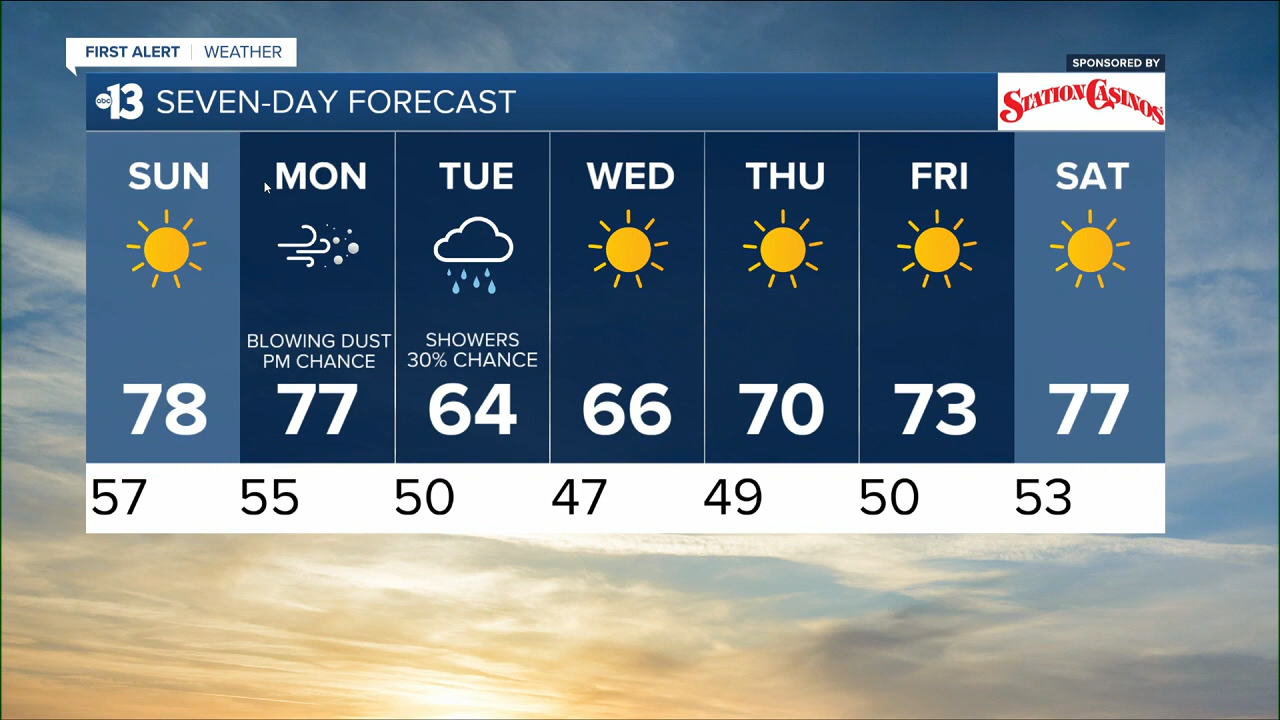 FIRST ALERT | WEATHER
SPONSORED BY
abc 13 SEVEN-DAY FORECAST
STATION CASINOS
SUN MON TUE WED THU FRI SAT
BLOWING DUST SHOWERS
PM CHANCE 30% CHANCE
78 77 64 66 70 73 77
57 55 50 47 49 50 53